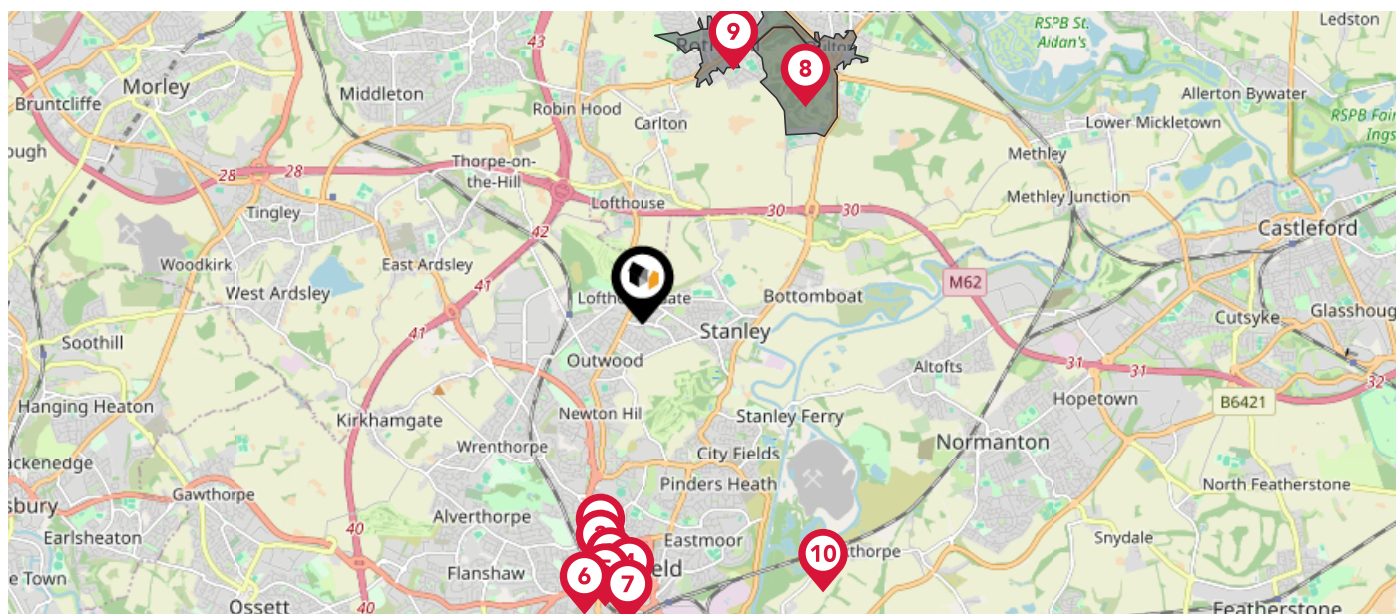 Ledston
RSPB St.
Aidan's
43
9
8
Morley
Middleton
Bruntcliffe
Robin Hood
Carlton
Allerton Bywater
Lower Mickletown
RSPB Fair
Ings
ough
Methley
Thorpe-on-
the-Hill
28
28
Methley Junction
Lofthouse
Tingley
30
30
Castleford
42
Woodkirk
East Ardsley
West Ardsley
41
M62
Bottomboat
Glasshoug
Cutsyke
Stanley
41
Soothill
Outwood
Altofts
31
31
32
Hanging Heaton
Kirkhamgate
Newton Hil
Stanley Ferry
Hopetown
B6421
Wrenthorpe
Normanton
City Fields
ackenedge
Pinders Heath
North Featherstone
Gawthorpe
sbury
Alverthorpe
40
Earlsheaton
Eastmoor
Snydale
10
thorpe
6
7
eld
Flanshaw
e Town
40
Ossett
Featherstone